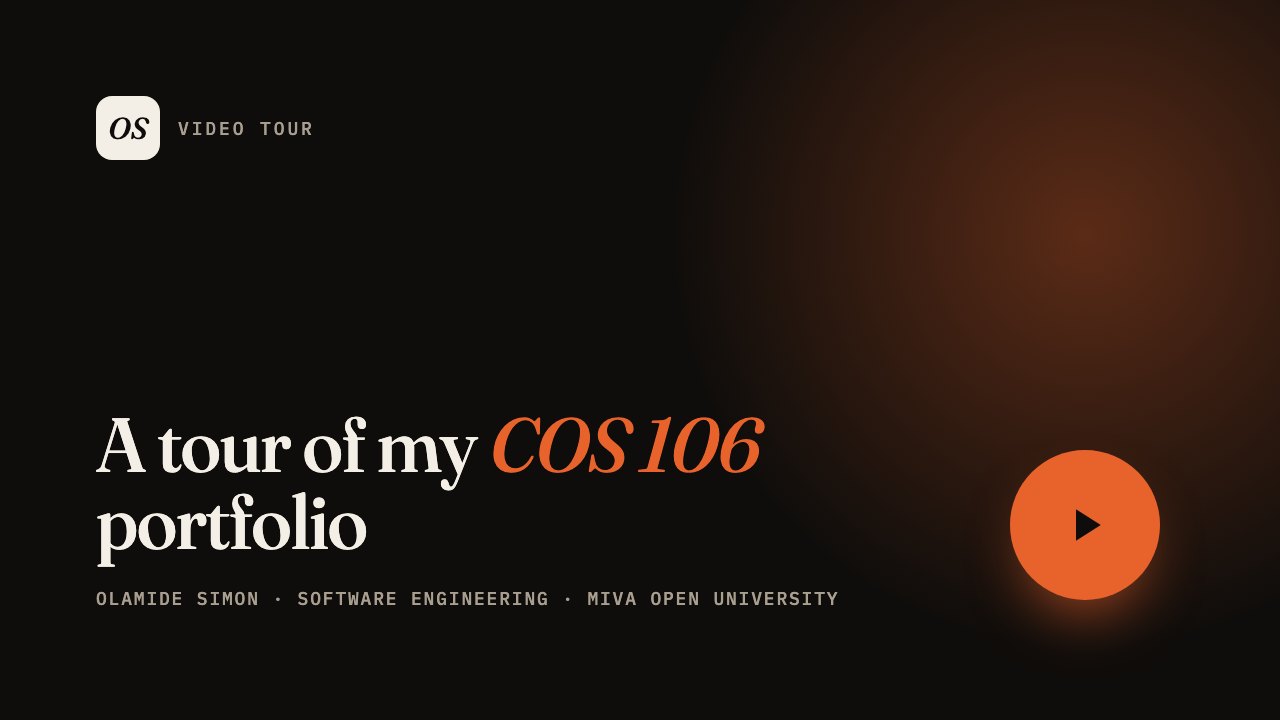 OS
VIDEO TOUR
A tour of my COS 106
portfolio
OLAMIDE SIMON · SOFTWARE ENGINEERING · MIVA OPEN UNIVERSITY